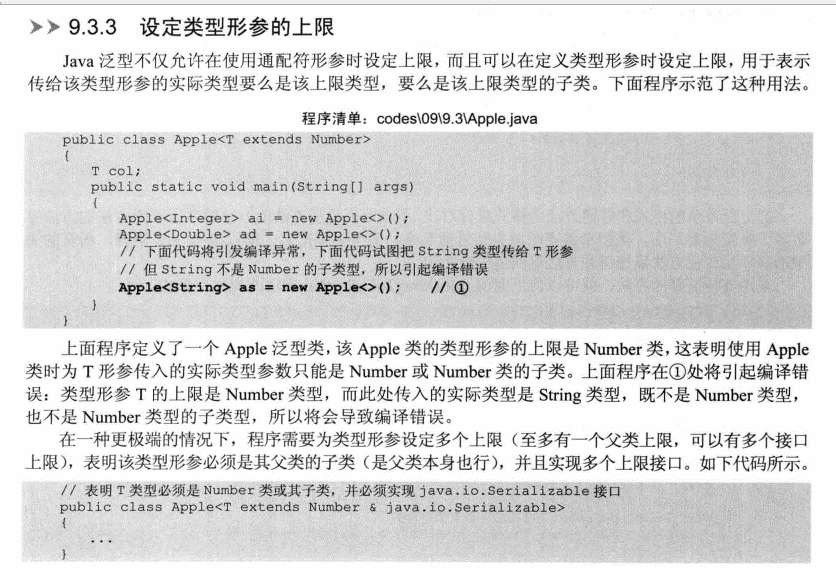 >> 9.3.3 设定类型形参的上限
Java 泛型不仅允许在使用通配符形参时设定上限，而且可以在定义类型形参时设定上限，用于表示
传给该类型形参的实际类型要么是该上限类型，要么是该上限类型的子类。下面程序示范了这种用法。
程序清单：codes\09\9.3\Apple.java
public class Apple<T extends Number>
{
T col;
public static void main(String[] args)
{
Apple<Integer> ai = new Apple<>();
Apple<Double> ad = new Apple<>();
// 下面代码将引发编译异常，下面代码试图把 String 类型传给 T 形参
// 但 String 不是 Number 的子类型，所以引起编译错误
Apple<String> as = new Apple<>(); // ①
}
}
上面程序定义了一个 Apple 泛型类，该 Apple 类的类型形参的上限是 Number 类，这表明使用 Apple
类时为 T 形参传入的实际类型参数只能是 Number 或 Number 类的子类。上面程序在①处将引起编译错
误：类型形参 T 的上限是 Number 类型，而此处传入的实际类型是 String 类型，既不是 Number 类型，
也不是 Number 类型的子类型，所以将会导致编译错误。
在一种更极端的情况下，程序需要为类型形参设定多个上限（至多有一个父类上限，可以有多个接口
上限），表明该类型形参必须是其父类的子类（是父类本身也行），并且实现多个上限接口。如下代码所示。
// 表明 T 类型必须是 Number 类或其子类，并必须实现 java.io.Serializable 接口
public class Apple<T extends Number & java.io.Serializable>
{
...
}